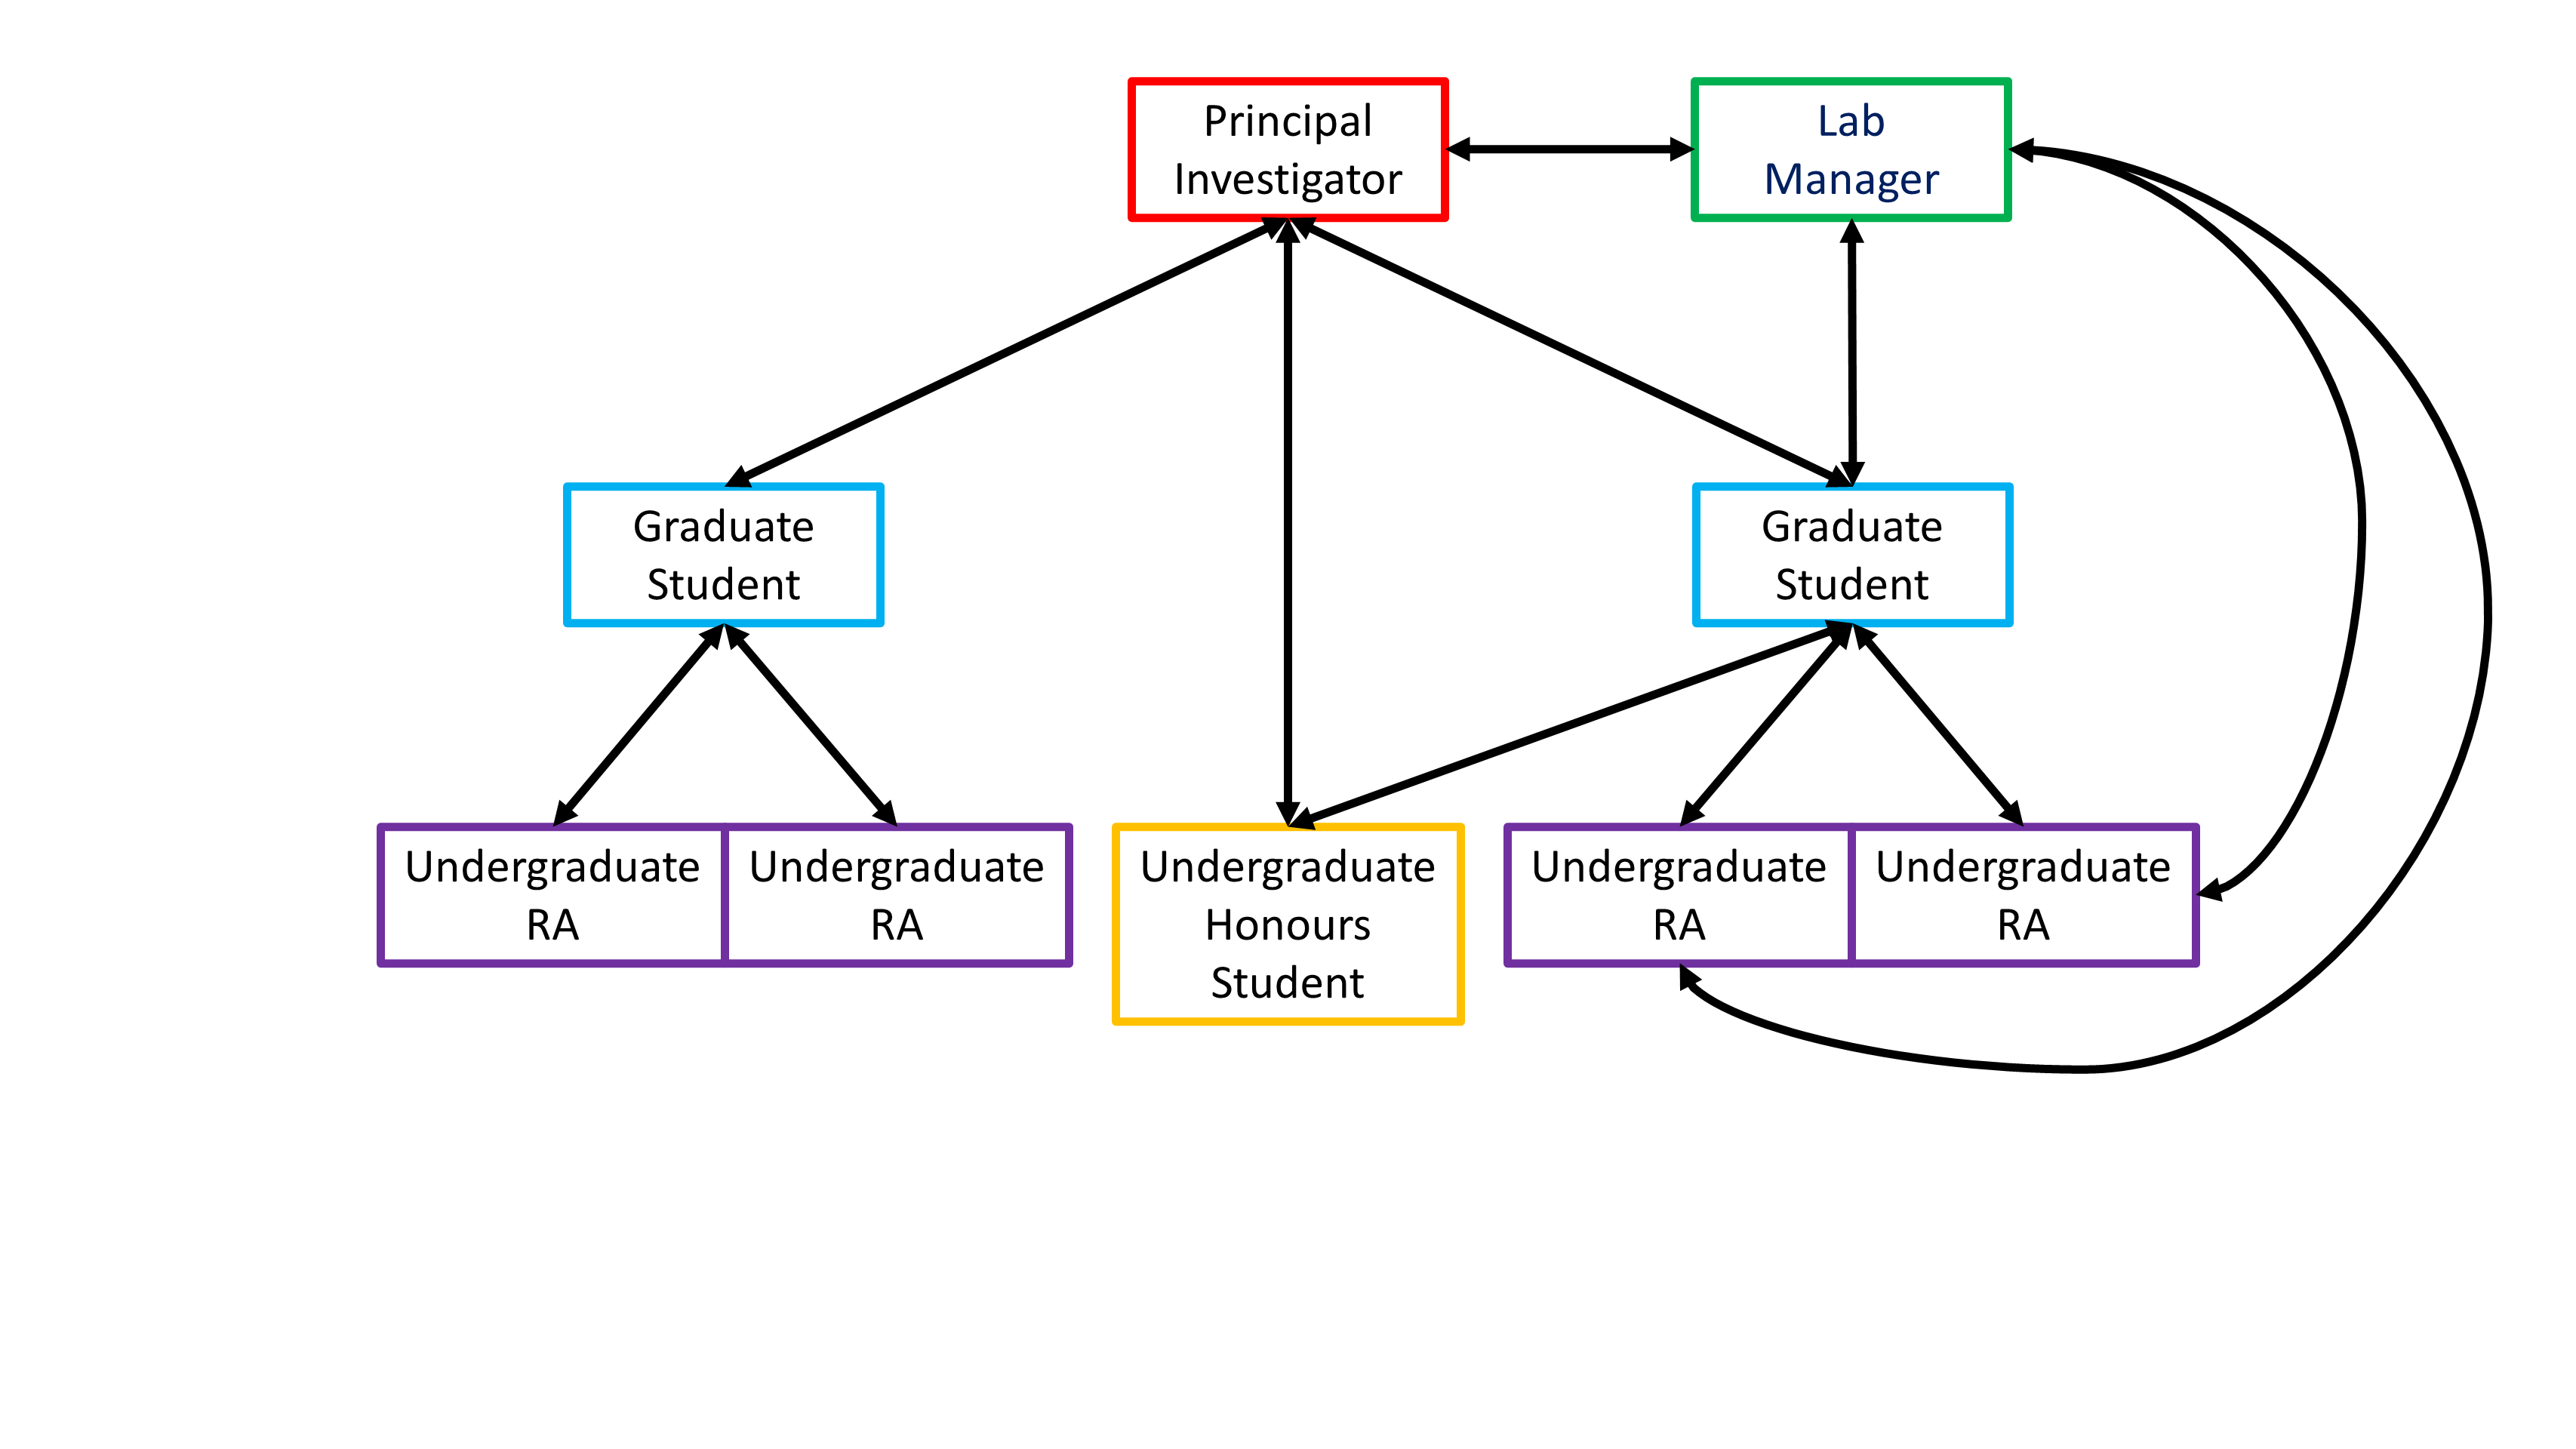 Principal
Investigator
Lab
Manager
Graduate
Student
Graduate
Student
Undergraduate
RA
Undergraduate
RA
Undergraduate
Honours
Student
Undergraduate
RA
Undergraduate
RA